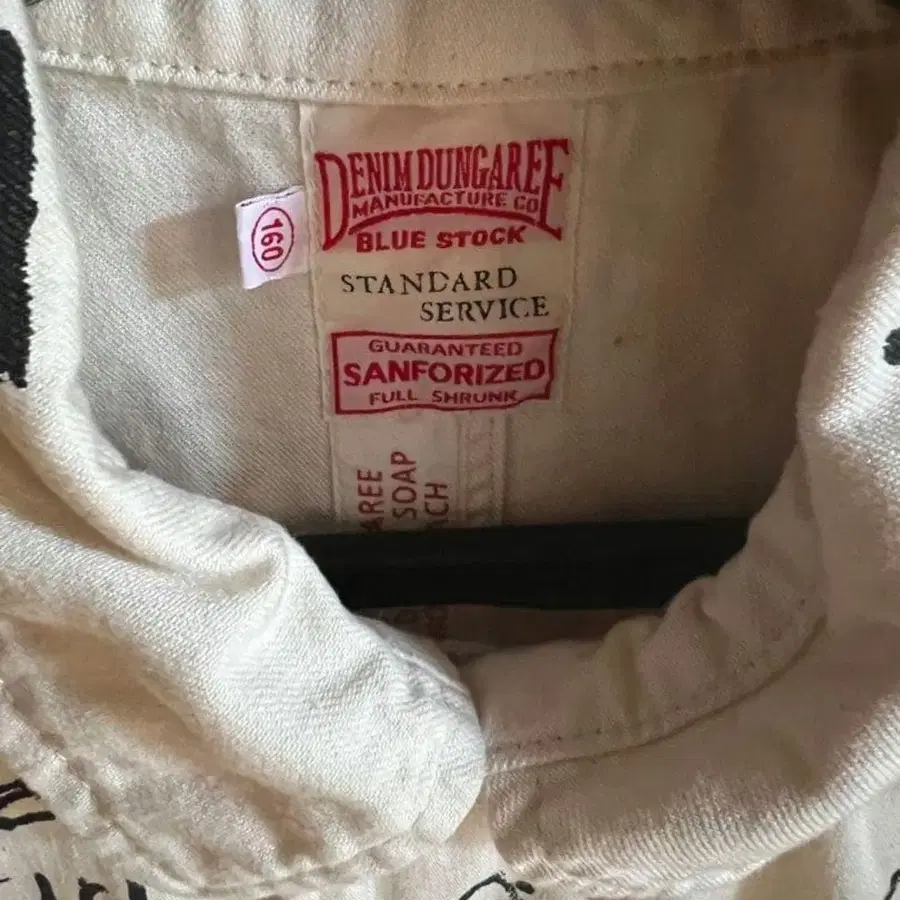 DENIM DUNGAREE
MANUFACTURE CO
BLUE STOCK
STANDARD
SERVICE
GUARANTEED
SANFORIZED
FULL SHRUNK
160
AREE
SOAP
ACH